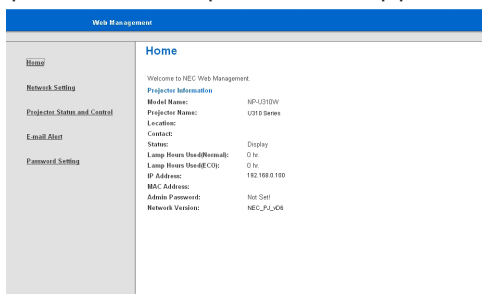 Web Management
Home
Network Setting
Projector Status and Control
E-mail Alert
Password Setting
Home
Welcome to NEC Web Management.
Projector Information
Model Name: NP-U310W
Projector Name: U310 Series
Location:
Contact:
Status: Display
Lamp Hours Used(Normal): 0 hr.
Lamp Hours Used(ECO): 0 hr.
IP Address: 192.168.0.100
MAC Address:
Admin Password: Not Set!
Network Version: NEC_PJ_vD6